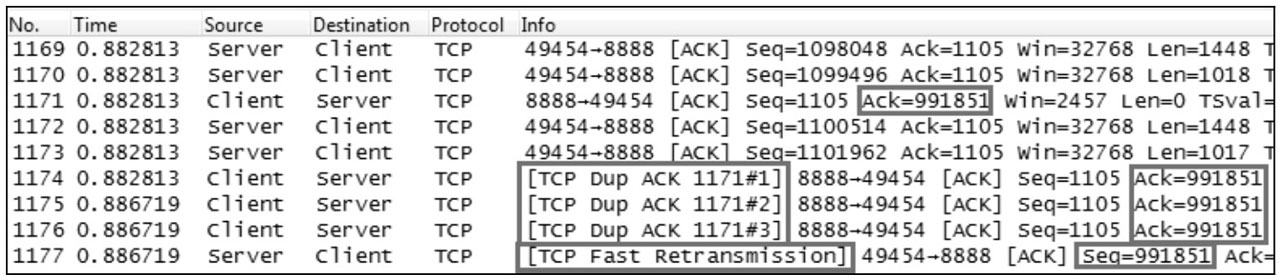 No. Time Source Destination Protocol Info
1169 0.882813 Server Client TCP 49454→8888 [ACK] Seq=1098048 Ack=1105 Win=32768 Len=1448 T
1170 0.882813 Server Client TCP 49454→8888 [ACK] Seq=1099496 Ack=1105 Win=32768 Len=1018 T
1171 0.882813 Client Server TCP 8888→49454 [ACK] Seq=1105 Ack=991851 Win=2457 Len=0 TSval=
1172 0.882813 Server Client TCP 49454→8888 [ACK] Seq=1100514 Ack=1105 Win=32768 Len=1448 T
1173 0.882813 Server Client TCP 49454→8888 [ACK] Seq=1101962 Ack=1105 Win=32768 Len=1017 T
1174 0.882813 Client Server TCP [TCP Dup ACK 1171#1] 8888→49454 [ACK] Seq=1105 Ack=991851
1175 0.886719 Client Server TCP [TCP Dup ACK 1171#2] 8888→49454 [ACK] Seq=1105 Ack=991851
1176 0.886719 Client Server TCP [TCP Dup ACK 1171#3] 8888→49454 [ACK] Seq=1105 Ack=991851
1177 0.886719 Server Client TCP [TCP Fast Retransmission] 49454→8888 [ACK] Seq=991851 Ack=